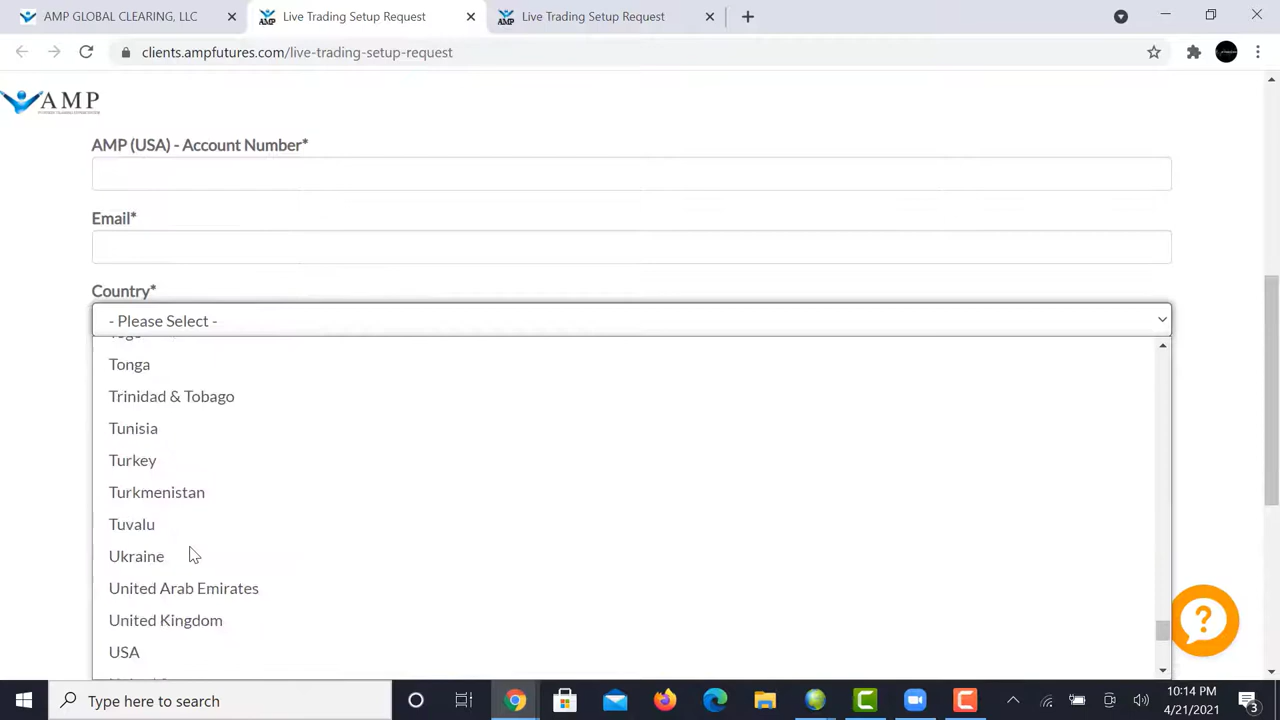 AMP GLOBAL CLEARING, LLC
Live Trading Setup Request
Live Trading Setup Request
clients.ampfutures.com/live-trading-setup-request
AMP
AMP (USA) - Account Number*
Email*
Country*
- Please Select -
Tonga
Trinidad & Tobago
Tunisia
Turkey
Turkmenistan
Tuvalu
Ukraine
United Arab Emirates
United Kingdom
USA
?
Type here to search
10:14 PM
4/21/2021
3